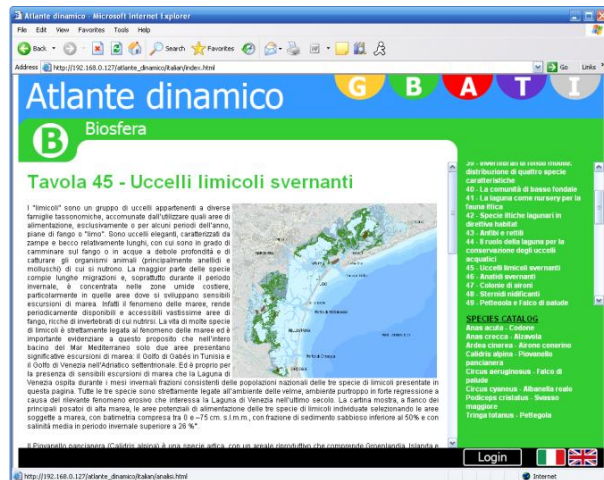 Atlante dinamico - Microsoft Internet Explorer
File Edit View Favorites Tools Help
Back Search Favorites
Address http://192.168.0.127/atlante_dinamico/italian/index.html Go Links
Atlante dinamico
G B A T I
B Biosfera
Tavola 45 - Uccelli limicoli svernanti
I "limicoli" sono un gruppo di uccelli appartenenti a diverse
famiglie tassonomiche, accomunate dall'utilizzare quali aree di
alimentazione, esclusivamente o per alcuni periodi dell'anno,
piane di fango o "limo". Sono uccelli eleganti, caratterizzati da
zampe e becco relativamente lunghi, con cui sono in grado di
camminare sul fango o in acque a debole profondità e di
catturare gli organismi animali (principalmente anellidi e
molluschi) di cui si nutrono. La maggior parte delle specie
compie lunghe migrazioni e, soprattutto durante il periodo
invernale, è concentrata nelle zone umide costiere,
particolarmente in quelle aree dove si sviluppano sensibili
escursioni di marea. Infatti il fenomeno delle maree, rende
periodicamente disponibili e accessibili vastissime aree di
fango, ricche di invertebrati di cui nutrirsi. La vita di molte specie
di limicoli è strettamente legata al fenomeno delle maree ed è
importante evidenziare a questo proposito che nell'intero
bacino del Mar Mediterraneo solo due aree presentano
significative escursioni di marea: il Golfo di Gabès in Tunisia e
il Golfo di Venezia nell'Adriatico settentrionale. Ed è proprio per
la presenza di sensibili escursioni di marea che la Laguna di
Venezia ospita durante i mesi invernali frazioni consistenti delle popolazioni nazionali delle tre specie di limicoli presentate in
questa pagina. Tutte le tre specie sono strettamente legate all'ambiente delle velme, ambiente purtroppo in forte regressione a
causa del rilevante fenomeno erosivo che interessa la Laguna di Venezia nell'ultimo secolo. La cartina mostra, a fianco dei
principali posatoi di alta marea, le aree potenziali di alimentazione delle tre specie di limicoli individuate selezionando le aree
soggette a marea, con batimetria compresa tra 0 e –75 cm. s.l.m.m., con frazione di sedimento sabbioso inferiore al 50% e con
salinità media in periodo invernale superiore a 26 %°.
Il Piovanello pancianera (Calidris alpina) è una specie artica, con un areale riproduttivo che comprende Groenlandia, Islanda e
39 - Invertebrati di fondo mobile:
distribuzione di quattro specie
caratteristiche
40 - La comunità di basso fondale
41 - La laguna come nursery per la
fauna ittica
42 - Specie ittiche lagunari in
direttiva habitat
43 - Anfibi e rettili
44 - Il ruolo della laguna per la
conservazione degli uccelli
acquatici
45 - Uccelli limicoli svernanti
46 - Anatidi svernanti
47 - Colonie di aironi
48 - Sternidi nidificanti
49 - Pettegola e Falco di palude
SPECIES CATALOG
Anas acuta - Codone
Anas crecca - Alzavola
Ardea cinerea - Airone cenerino
Calidris alpina - Piovanello
pancianera
Circus aeruginosus - Falco di
palude
Circus cyaneus - Albanella reale
Podiceps cristatus - Svasso
maggiore
Tringa totanus - Pettegola
Login
http://192.168.0.127/atlante_dinamico/italian/analisi.html Internet